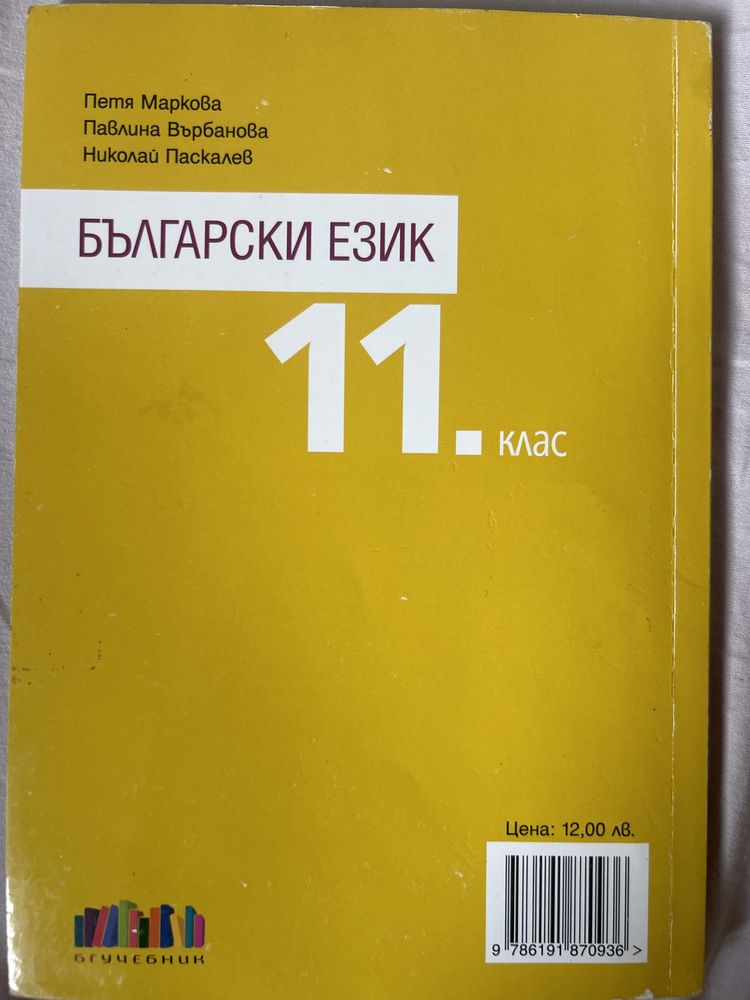 Петя Маркова
Павлина Върбанова
Николай Паскалев
БЪЛГАРСКИ ЕЗИК
11. клас
Цена: 12,00 лв.
9 786191 870936 >
БГУЧЕБНИК